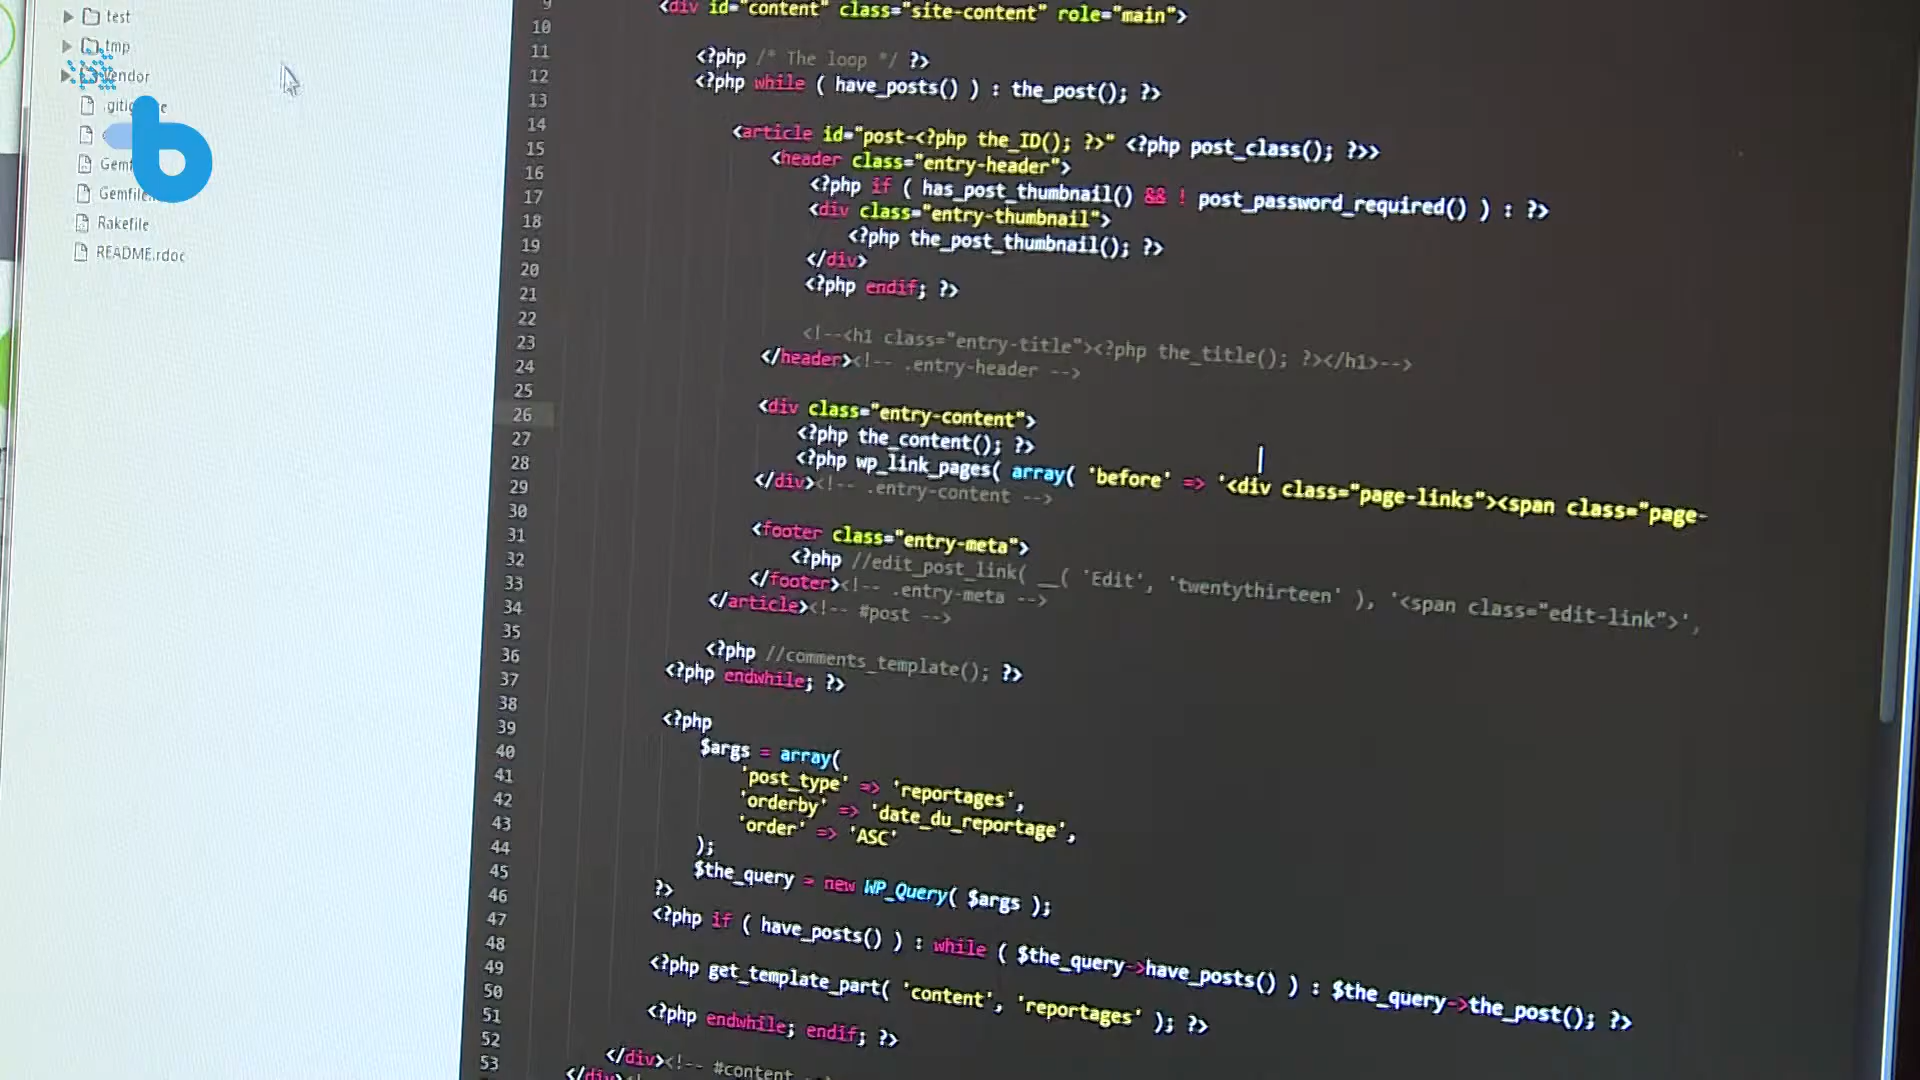 test
tmp
vendor
Rakefile
README.rdoc
b
9 <div id="content" class="site-content" role="main">
10
11 <?php /* The loop */ ?>
12 <?php while ( have_posts() ) : the_post(); ?>
13
14 <article id="post-<?php the_ID(); ?>" <?php post_class(); ?>>
15 <header class="entry-header">
16 <?php if ( has_post_thumbnail() && ! post_password_required() ) : ?>
17 <div class="entry-thumbnail">
18 <?php the_post_thumbnail(); ?>
19 </div>
20 <?php endif; ?>
21
22 <!--<h1 class="entry-title"><?php the_title(); ?></h1>-->
23 </header><!-- .entry-header -->
24
25 <div class="entry-content">
26 <?php the_content(); ?>
27 <?php wp_link_pages( array( 'before' => '<div class="page-links"><span class="page-
28 </div><!-- .entry-content -->
29
30 <footer class="entry-meta">
31 <?php //edit_post_link( __( 'Edit', 'twentythirteen' ), '<span class="edit-link">',
32 </footer><!-- .entry-meta -->
33 </article><!-- #post -->
34
35 <?php //comments_template(); ?>
36 <?php endwhile; ?>
37
38 <?php
39 $args = array(
40 'post_type' => 'reportages',
41 'orderby' => 'date_du_reportage',
42 'order' => 'ASC'
43 );
44 $the_query = new WP_Query( $args );
45 ?>
46 <?php if ( have_posts() ) : while ( $the_query->have_posts() ) : $the_query->the_post(); ?>
47
48 <?php get_template_part( 'content', 'reportages' ); ?>
49
50 <?php endwhile; endif; ?>
51
52 </div><!-- #content
53 </div><!